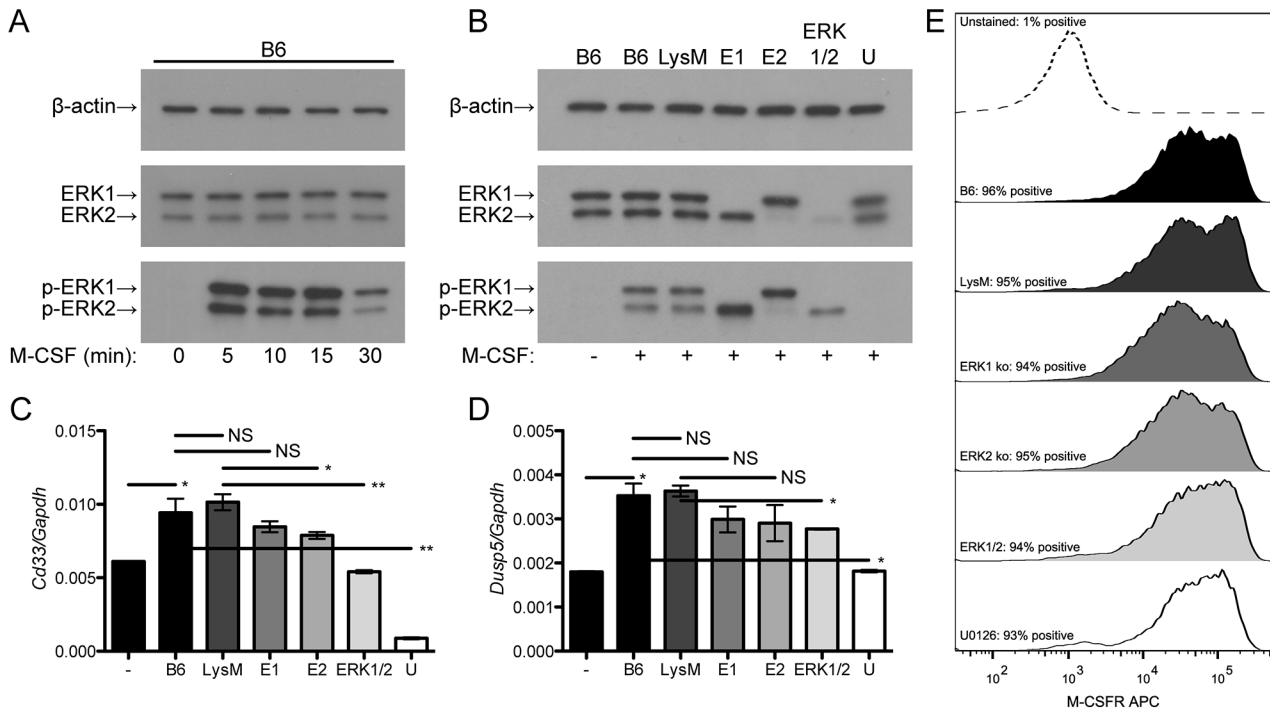 A
B6
β-actin→
ERK1→
ERK2→
p-ERK1→
p-ERK2→
M-CSF (min): 0 5 10 15 30
B
ERK
B6 B6 LysM E1 E2 1/2 U
β-actin→
ERK1→
ERK2→
p-ERK1→
p-ERK2→
M-CSF: - + + + + + +
C
Cd33/Gapdh
0.015
0.010
0.005
0.000
NS
NS
*
*
**
**
- B6 LysM E1 E2 ERK1/2 U
D
Dusp5/Gapdh
0.005
0.004
0.003
0.002
0.001
0.000
NS
NS
NS
*
*
*
- B6 LysM E1 E2 ERK1/2 U
E
Unstained: 1% positive
B6: 96% positive
LysM: 95% positive
ERK1 ko: 94% positive
ERK2 ko: 95% positive
ERK1/2: 94% positive
U0126: 93% positive
10² 10³ 10⁴ 10⁵
M-CSFR APC